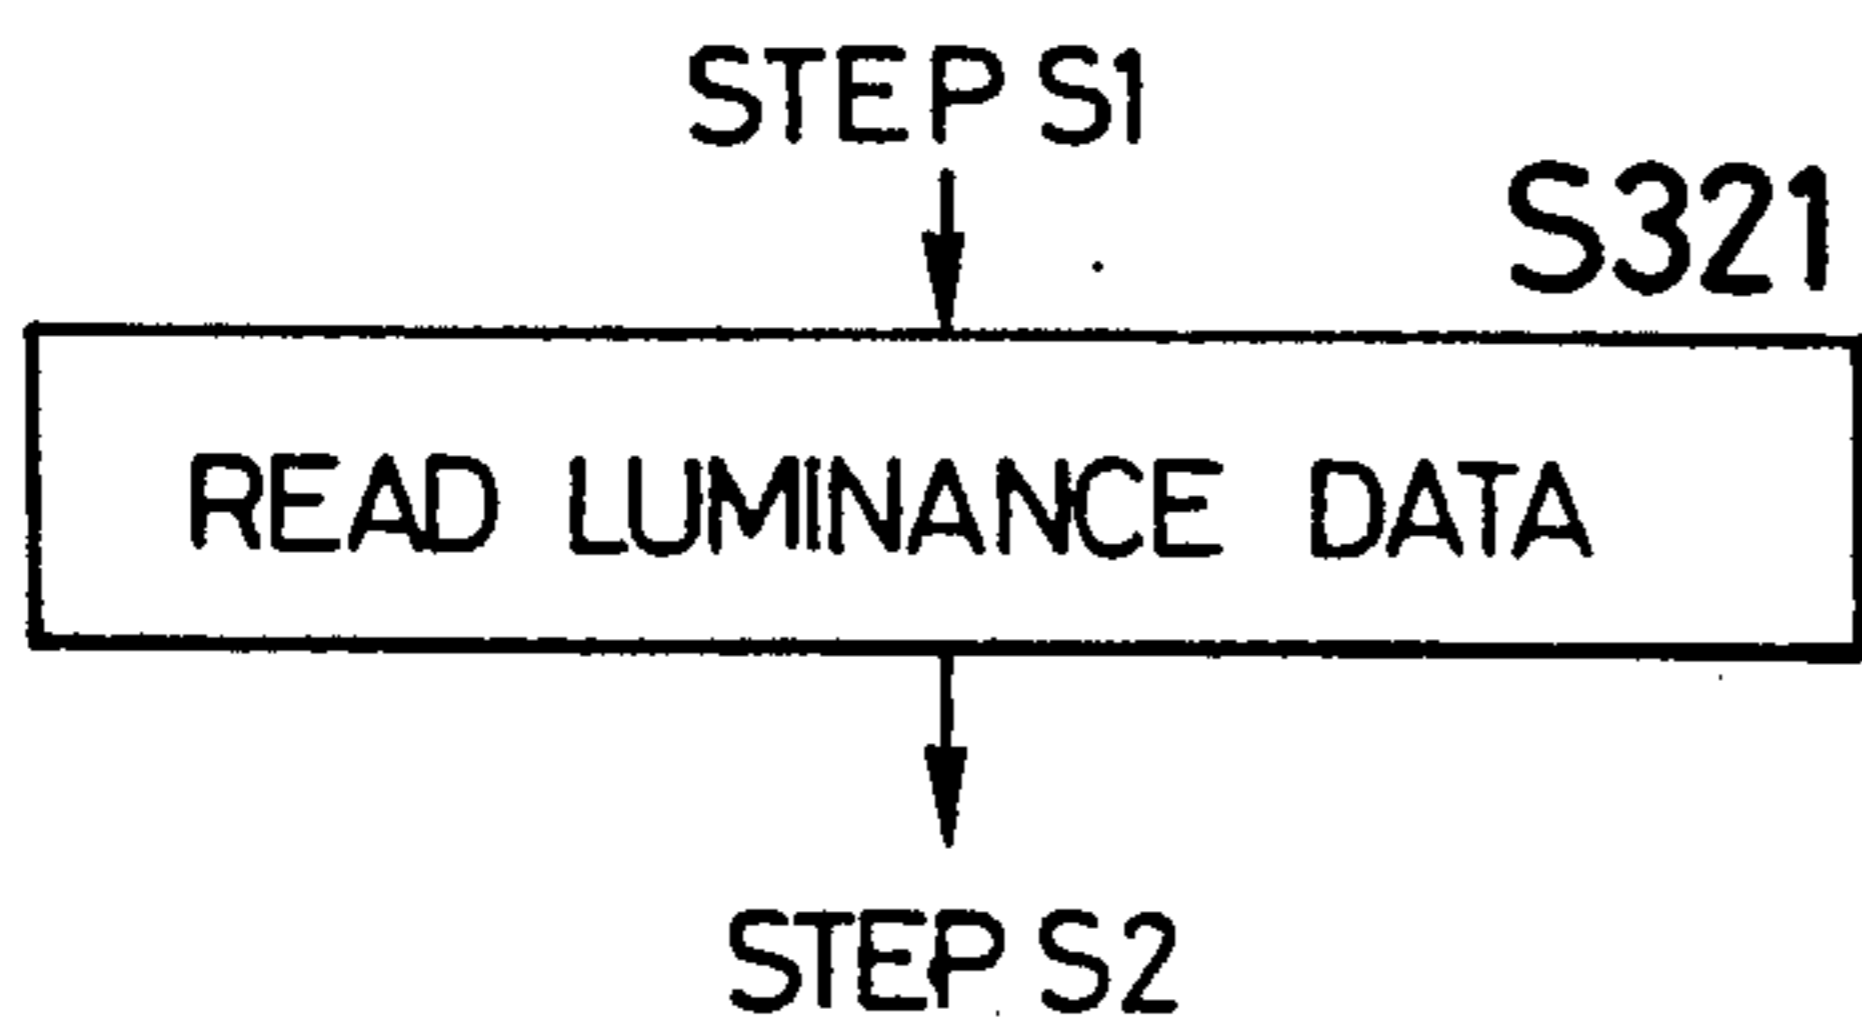 STEP S1
S321
READ LUMINANCE DATA
STEP S2